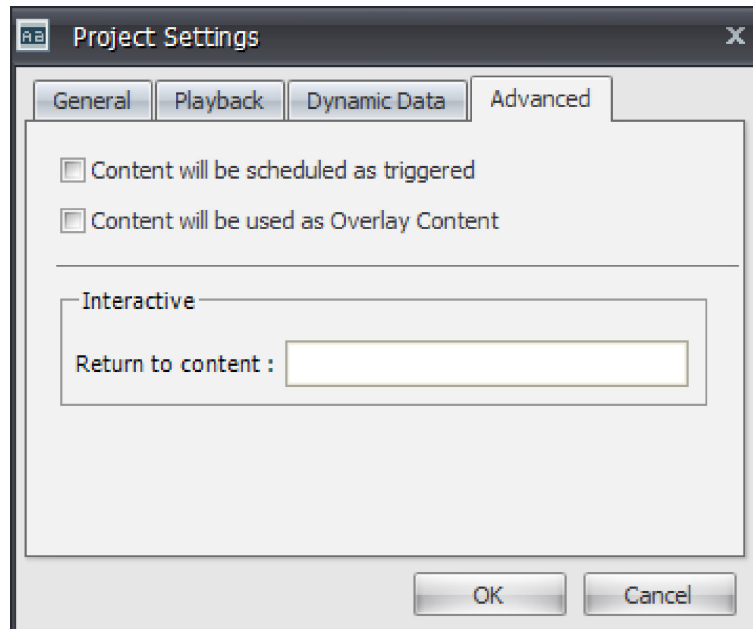 AB Project Settings X
General Playback Dynamic Data Advanced
Content will be scheduled as triggered
Content will be used as Overlay Content
Interactive
Return to content :
OK Cancel